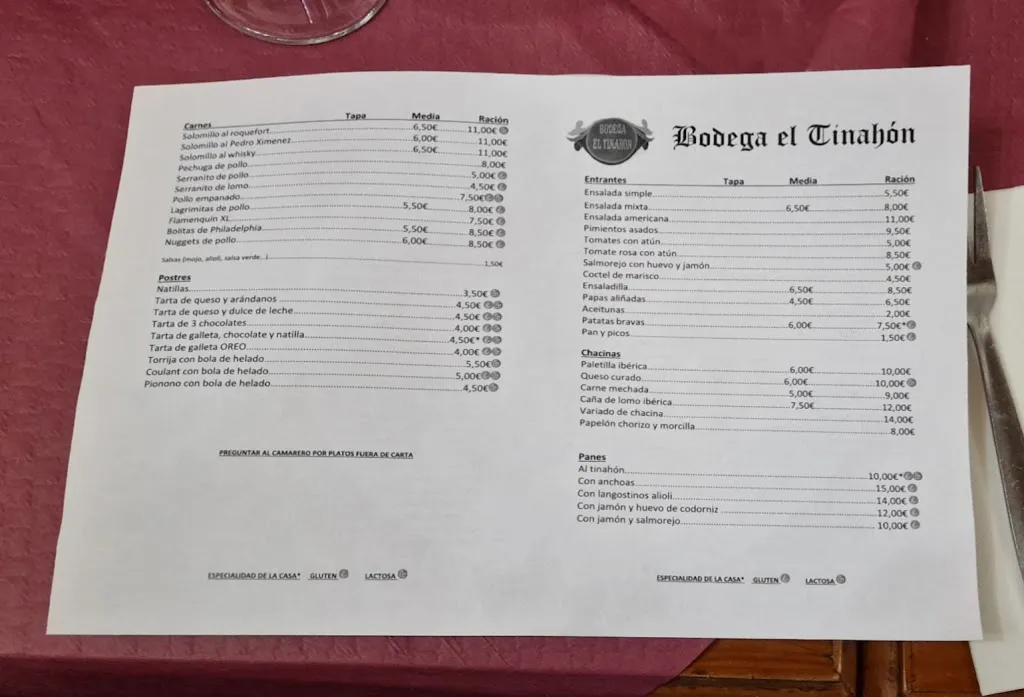 Carnes Tapa Media Ración
Solomillo al roquefort 6,50€ 11,00€
Solomillo al Pedro Ximenez 6,00€ 11,00€
Solomillo al whisky 6,50€ 11,00€
Pechuga de pollo 8,00€
Serranito de pollo 5,00€
Serranito de lomo 4,50€
Pollo empanado 7,50€
Lagrimitas de pollo 5,50€ 8,00€
Flamenquin XL 7,50€
Bolitas de Philadelphia 5,50€ 8,50€
Nuggets de pollo 6,00€ 8,50€
Salsas (mojo, alioli, salsa verde...) 1,50€
Postres
Natillas 3,50€
Tarta de queso y arándanos 4,50€
Tarta de queso y dulce de leche 4,50€
Tarta de 3 chocolates 4,00€
Tarta de galleta, chocolate y natilla 4,50€*
Tarta de galleta OREO 4,00€
Torrija con bola de helado 5,50€
Coulant con bola de helado 5,00€
Pionono con bola de helado 4,50€
PREGUNTAR AL CAMARERO POR PLATOS FUERA DE CARTA
ESPECIALIDAD DE LA CASA* GLUTEN LACTOSA
BODEGA
EL TINAHÓN
Bodega el Tinahón
Entrantes Tapa Media Ración
Ensalada simple 5,50€
Ensalada mixta 6,50€ 8,00€
Ensalada americana 11,00€
Pimientos asados 9,50€
Tomates con atún 5,00€
Tomate rosa con atún 8,50€
Salmorejo con huevo y jamón 5,00€
Coctel de marisco 4,50€
Ensaladilla 6,50€ 8,50€
Papas aliñadas 4,50€ 6,50€
Aceitunas 2,00€
Patatas bravas 6,00€ 7,50€*
Pan y picos 1,50€
Chacinas
Paletilla ibérica 6,00€ 10,00€
Queso curado 6,00€ 10,00€
Carne mechada 5,00€ 9,00€
Caña de lomo ibérica 7,50€ 12,00€
Variado de chacina 14,00€
Papelón chorizo y morcilla 8,00€
Panes
Al tinahón 10,00€*
Con anchoas 15,00€
Con langostinos alioli 14,00€
Con jamón y huevo de codorniz 12,00€
Con jamón y salmorejo 10,00€
ESPECIALIDAD DE LA CASA* GLUTEN LACTOSA